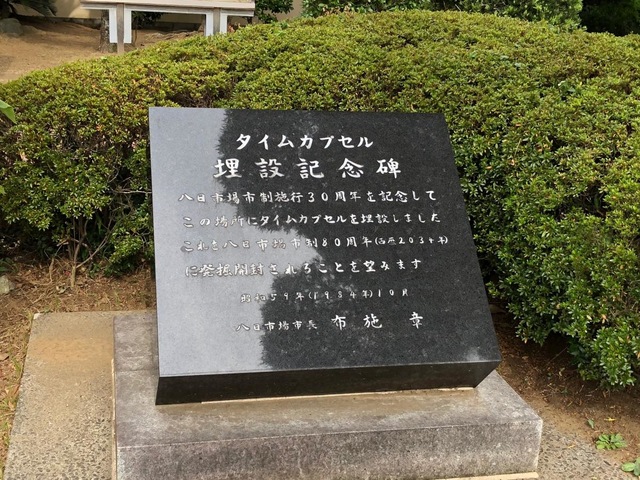 タイムカプセル
埋設記念碑
八日市場市制施行30周年を記念して
この場所にタイムカプセルを埋設しました
これを八日市場市制80周年(西暦2034年)
に発掘開封されることを望みます
昭和59年(1984年)10月
八日市場市長 布施 章